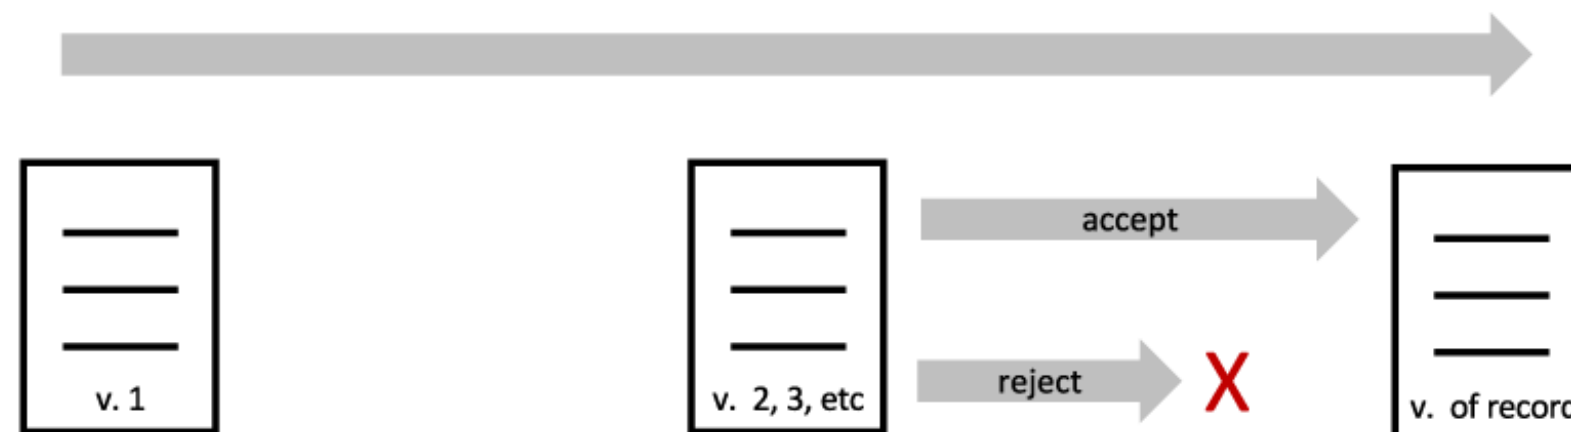 accept
reject
X
v. 1
v. 2, 3, etc
v. of record